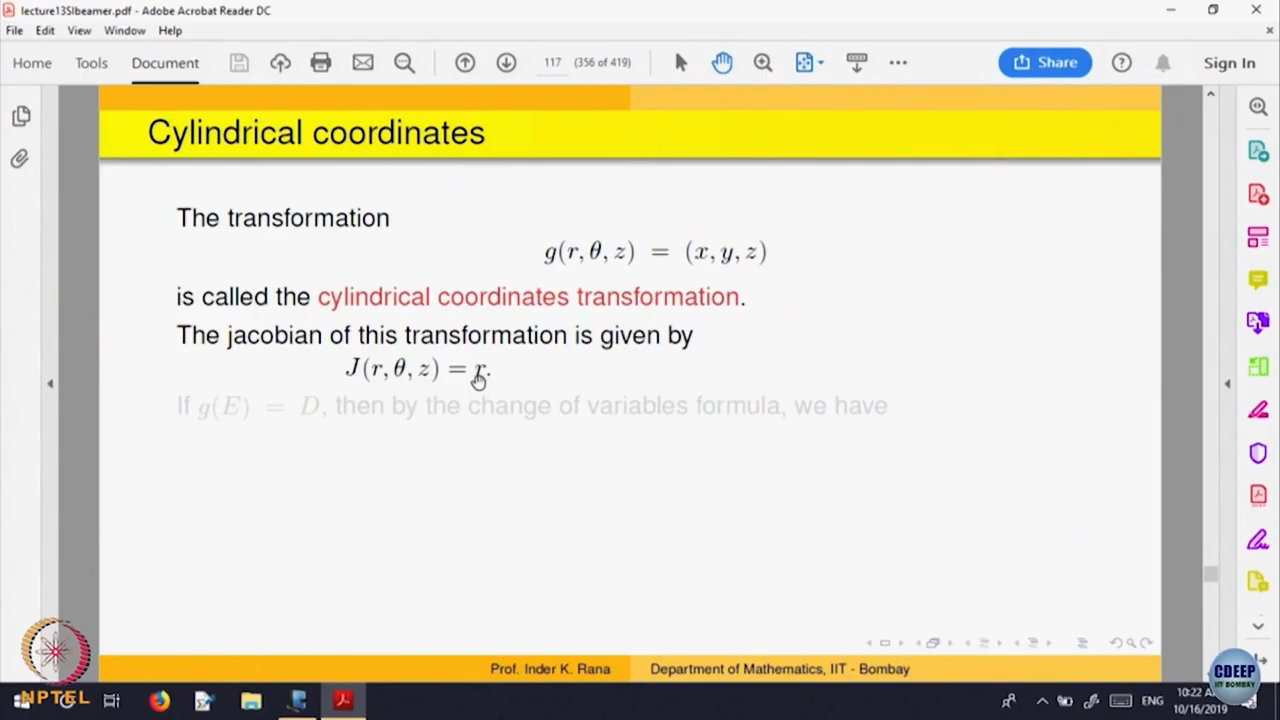 lecture13Slbeamer.pdf - Adobe Acrobat Reader DC
File Edit View Window Help
Home Tools Document 117 (356 of 419) Share Sign In
Cylindrical coordinates
The transformation
g(r, θ, z) = (x, y, z)
is called the cylindrical coordinates transformation.
The jacobian of this transformation is given by
J(r, θ, z) = r.
If g(E) = D, then by the change of variables formula, we have
Prof. Inder K. Rana Department of Mathematics, IIT - Bombay
NPTEL
CDEEP
IIT BOMBAY
ENG
10:22
10/16/2019